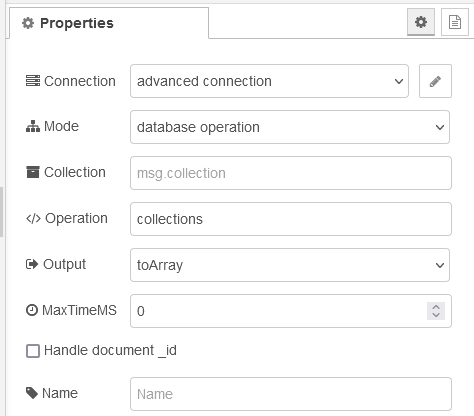 Properties
Connection advanced connection
Mode database operation
Collection msg.collection
</> Operation collections
Output toArray
MaxTimeMS 0
Handle document _id
Name Name